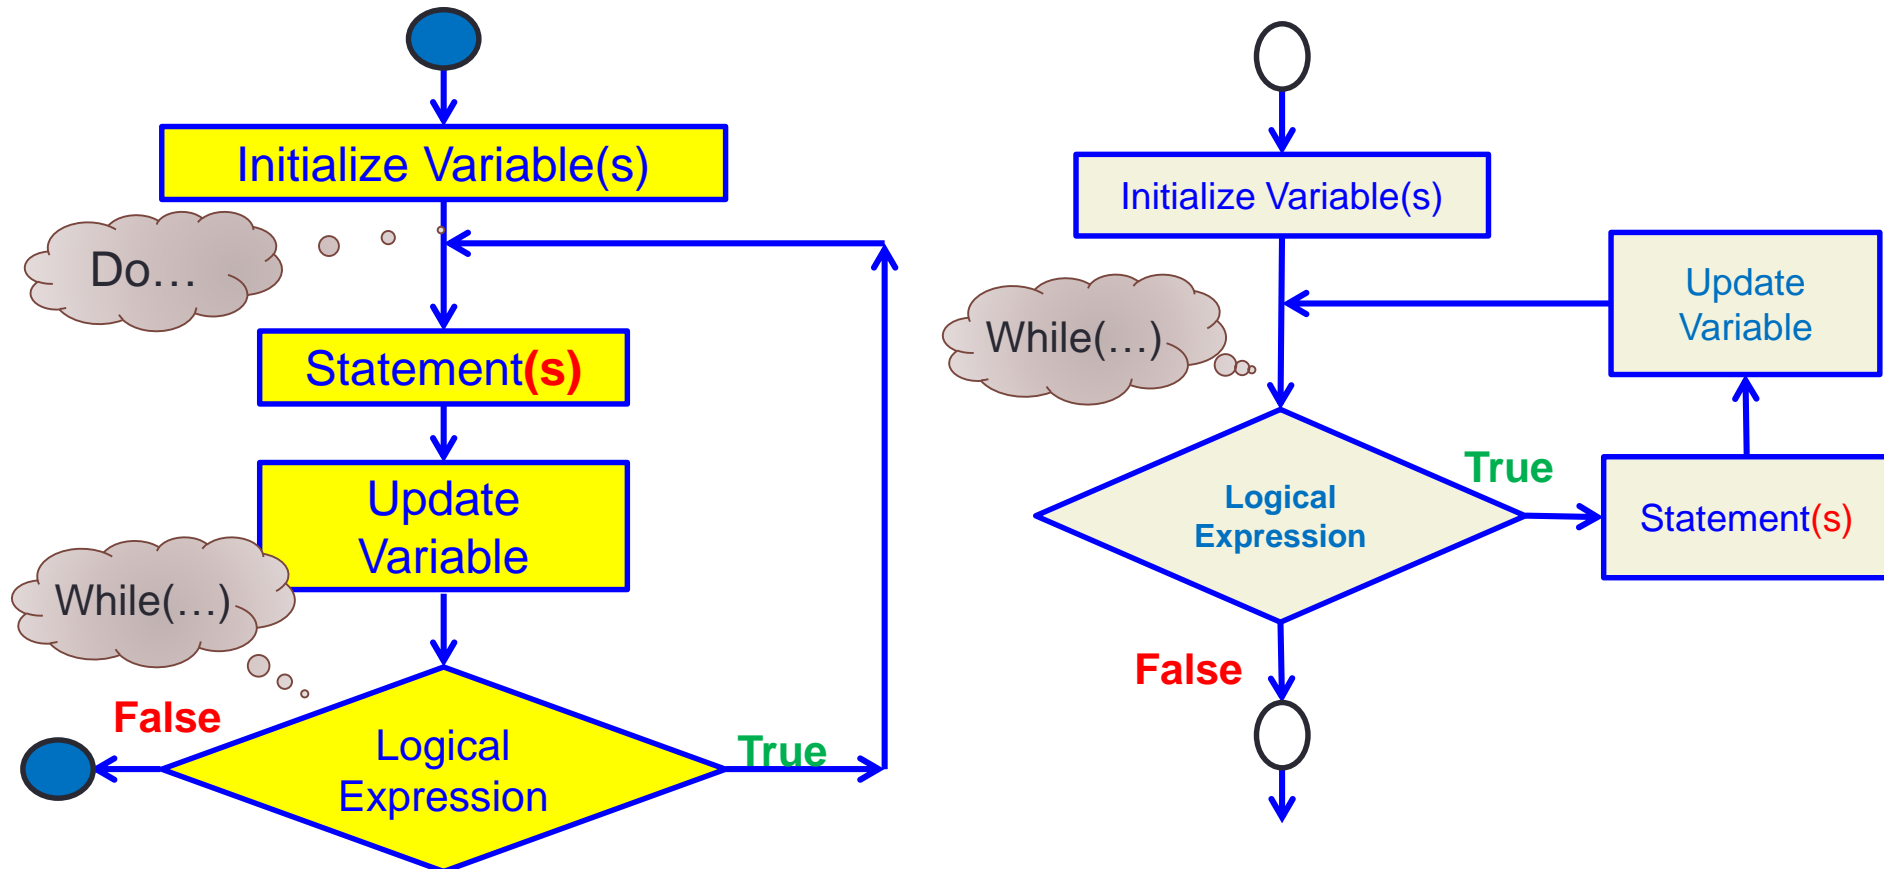 Initialize Variable(s)
Do...
Statement(s)
Update
Variable
While(...)
False
Logical
Expression
True
Initialize Variable(s)
Update
Variable
While(...)
True
Logical
Expression
Statement(s)
False